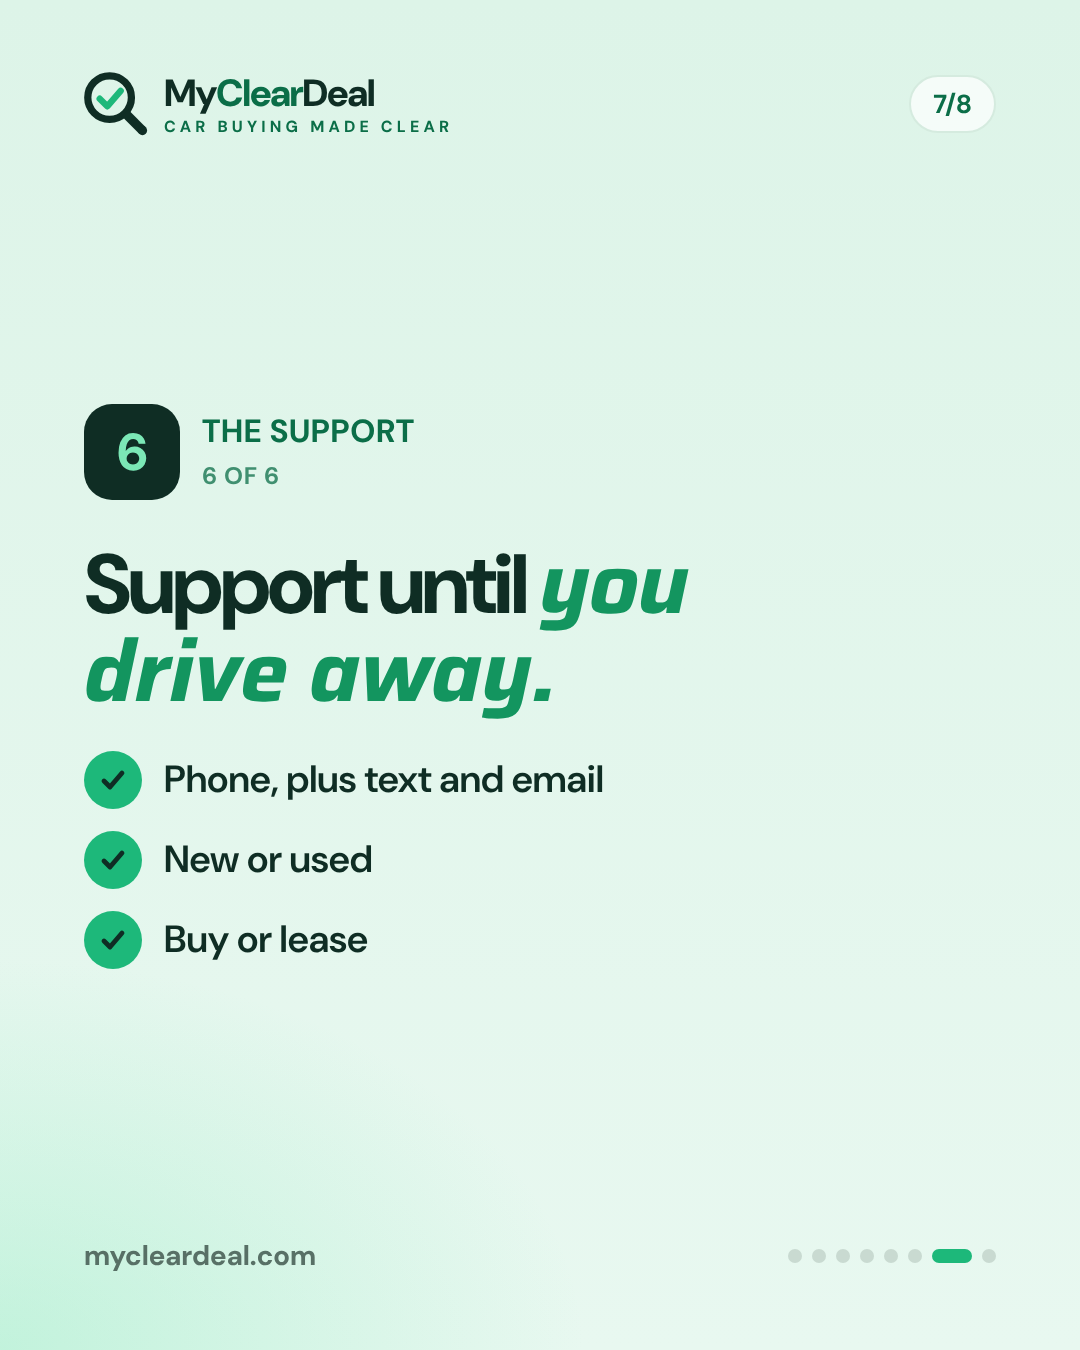 MyClearDeal
CAR BUYING MADE CLEAR
7/8
6
THE SUPPORT
6 OF 6
Support until you
drive away.
Phone, plus text and email
New or used
Buy or lease
mycleardeal.com